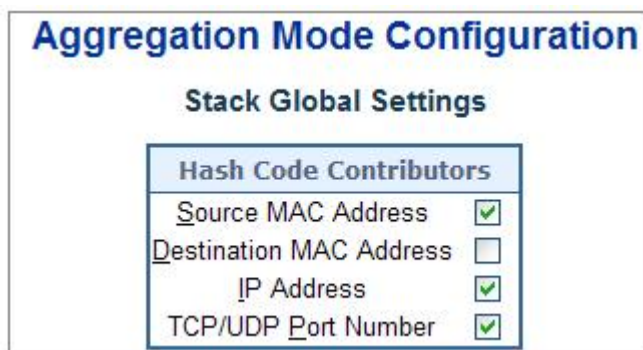 Aggregation Mode Configuration
Stack Global Settings
Hash Code Contributors
Source MAC Address
Destination MAC Address
IP Address
TCP/UDP Port Number